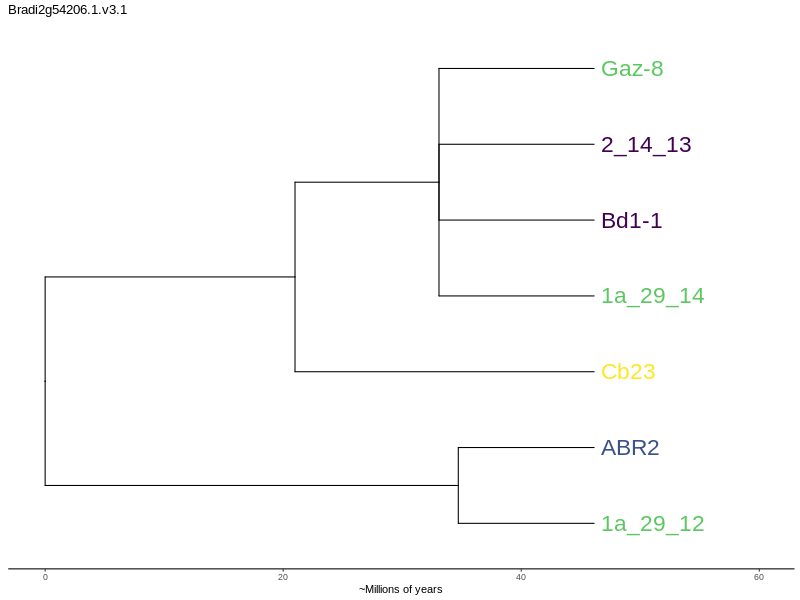 Bradi2g54206.1.v3.1
Gaz-8
2_14_13
Bd1-1
1a_29_14
Cb23
ABR2
1a_29_12
0 20 40 60
~Millions of years